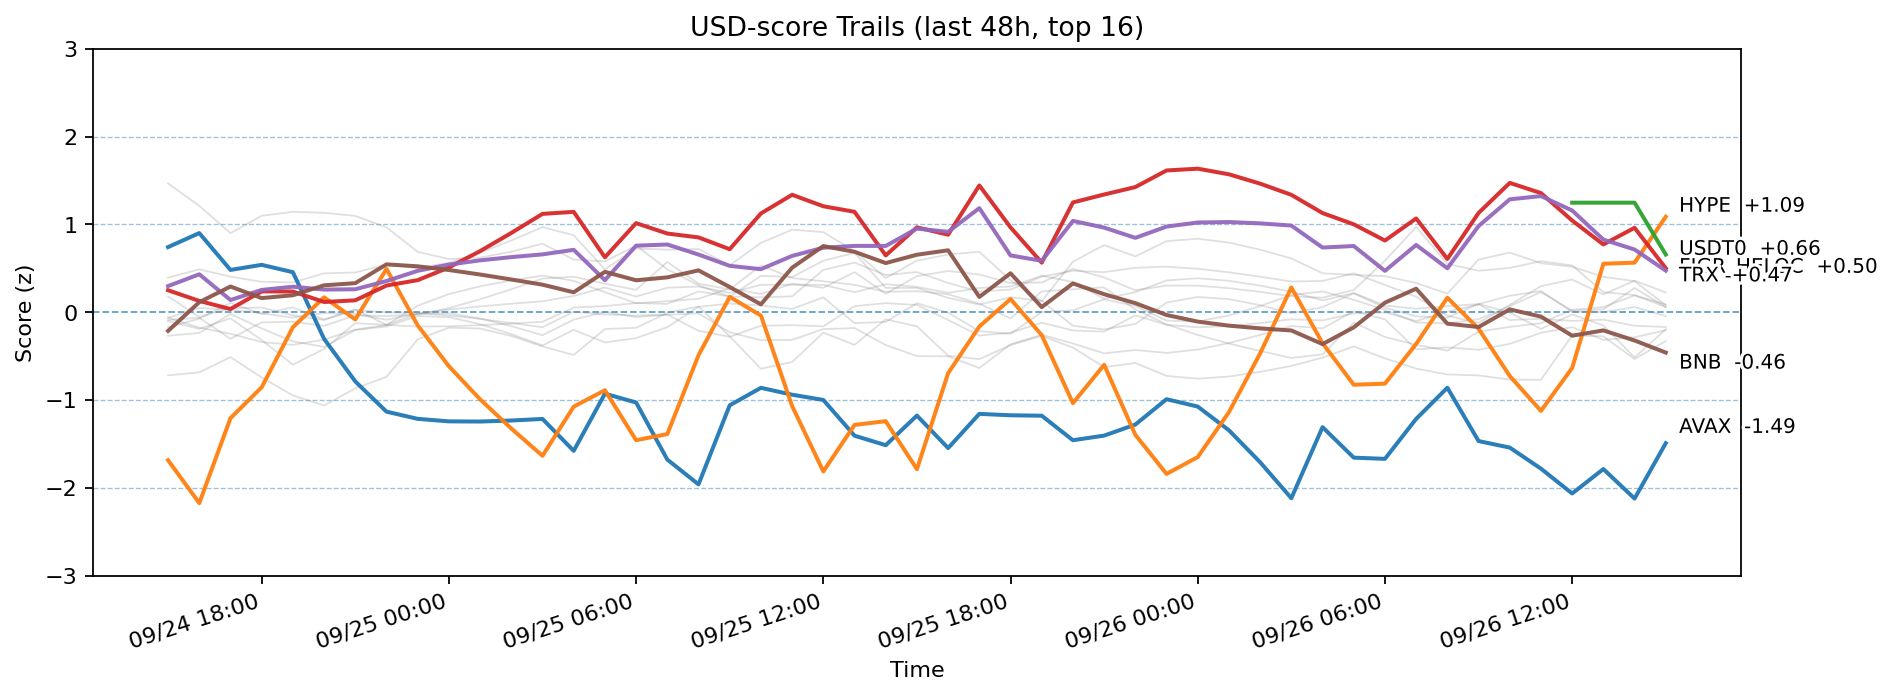 USD-score Trails (last 48h, top 16)
3
2
1
0
−1
−2
−3
Score (z)
HYPE +1.09
USDT0 +0.66
+0.50
TRX +0.47
BNB -0.46
AVAX -1.49
09/24 18:00
09/25 00:00
09/25 06:00
09/25 12:00
09/25 18:00
09/26 00:00
09/26 06:00
09/26 12:00
Time